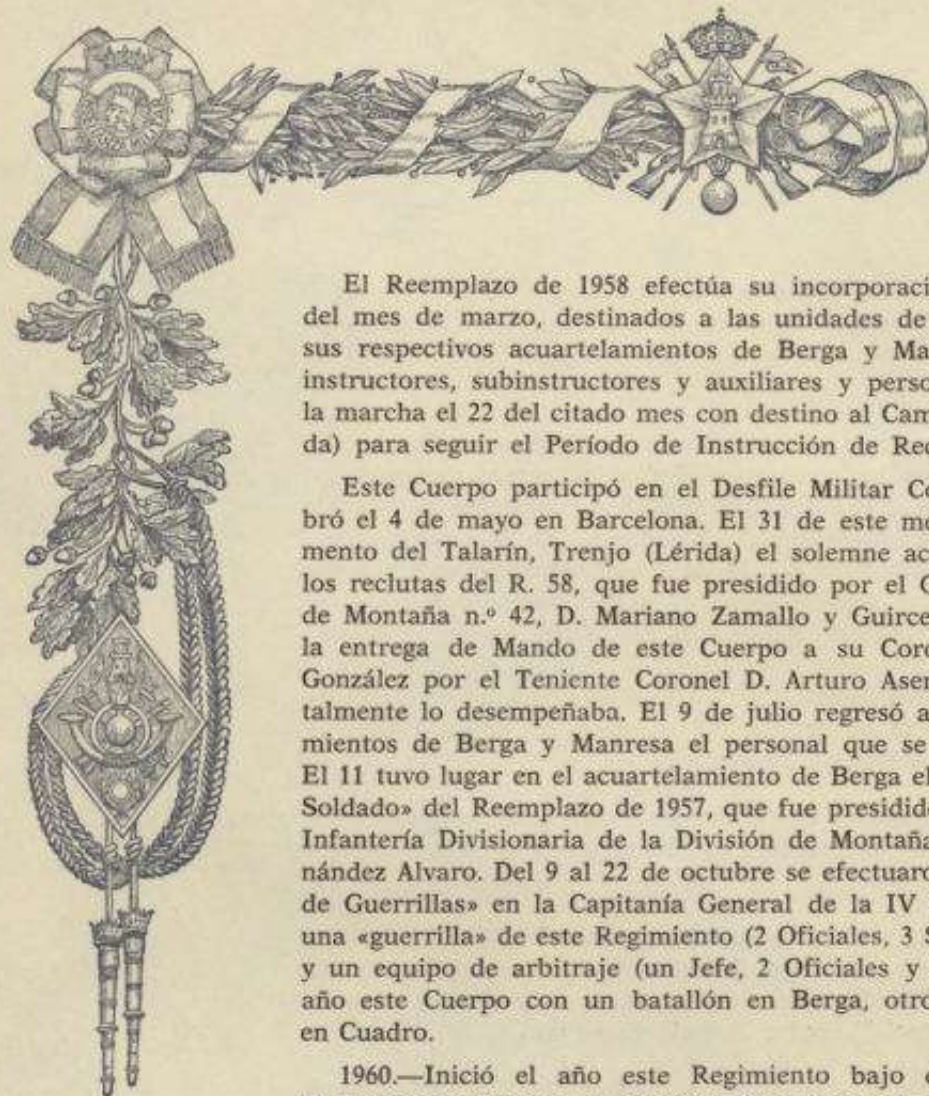 El Reemplazo de 1958 efectúa su incorporaci
del mes de marzo, destinados a las unidades de
sus respectivos acuartelamientos de Berga y Ma
instructores, subinstructores y auxiliares y perso
la marcha el 22 del citado mes con destino al Cam
da) para seguir el Período de Instrucción de Rec
Este Cuerpo participó en el Desfile Militar Co
bró el 4 de mayo en Barcelona. El 31 de este me
mento del Talarín, Trenjo (Lérida) el solemne ac
los reclutas del R. 58, que fue presidido por el G
de Montaña n.º 42, D. Mariano Zamallo y Guirce
la entrega de Mando de este Cuerpo a su Coro
González por el Teniente Coronel D. Arturo Aser
talmente lo desempeñaba. El 9 de julio regresó a
mientos de Berga y Manresa el personal que se
El 11 tuvo lugar en el acuartelamiento de Berga el
Soldado» del Reemplazo de 1957, que fue presidido
Infantería Divisionaria de la División de Montaña
nández Alvaro. Del 9 al 22 de octubre se efectuaro
de Guerrillas» en la Capitanía General de la IV
una «guerrilla» de este Regimiento (2 Oficiales, 3 S
y un equipo de arbitraje (un Jefe, 2 Oficiales y
año este Cuerpo con un batallón en Berga, otro
en Cuadro.
1960.—Inició el año este Regimiento bajo e